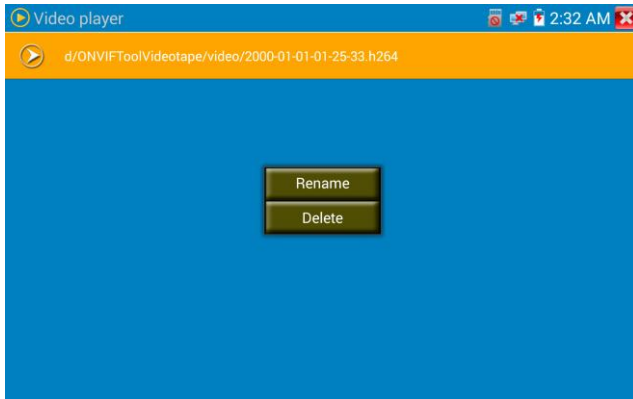 Video player
2:32 AM
d/ONVIFToolVideotape/video/2000-01-01-01-25-33.h264
Rename
Delete